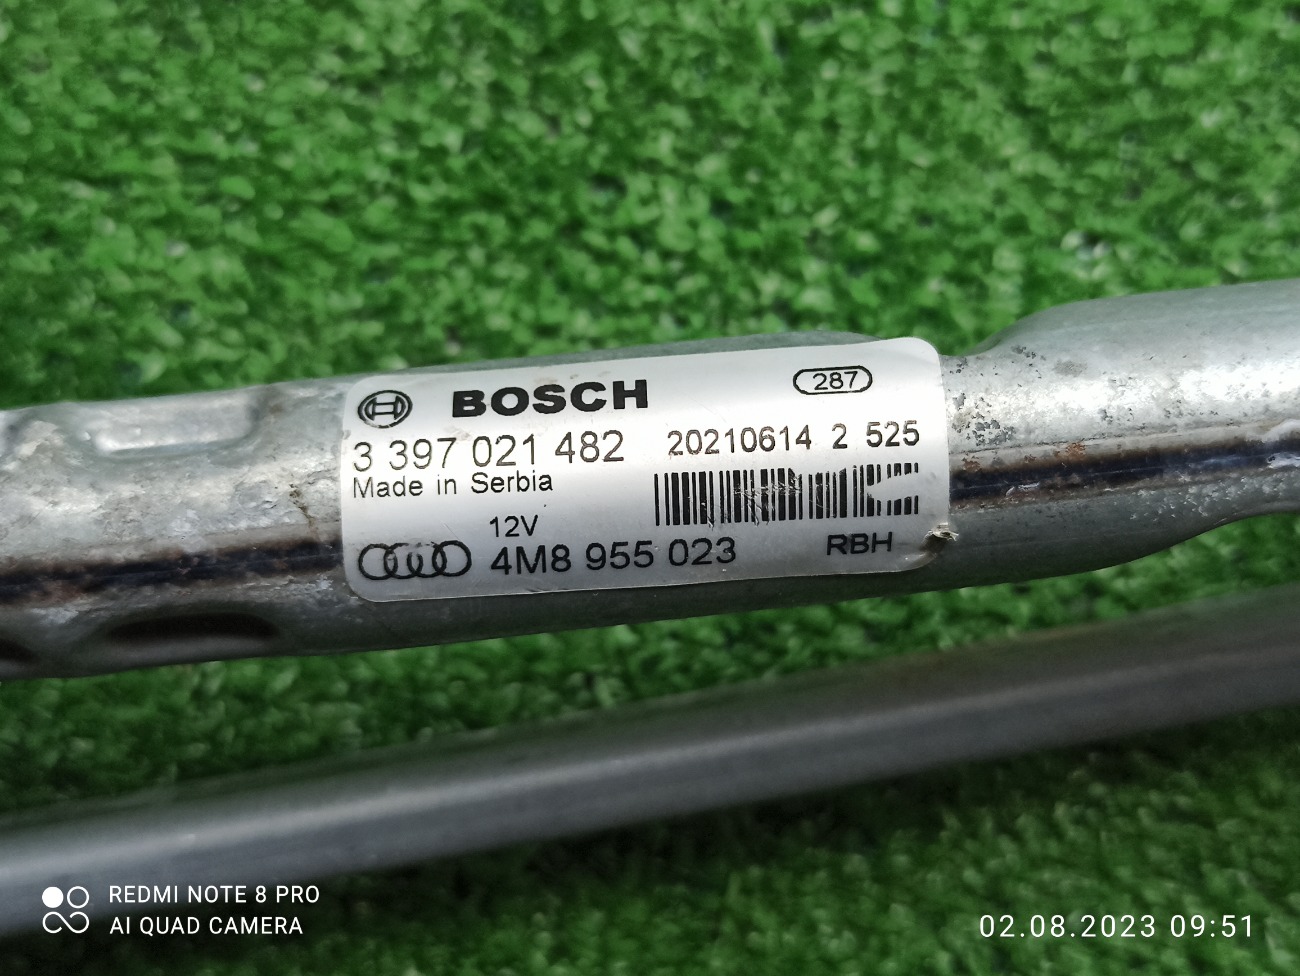 BOSCH 287
3 397 021 482 20210614 2 525
Made in Serbia
12V
4M8 955 023 RBH
REDMI NOTE 8 PRO
AI QUAD CAMERA
02.08.2023 09:51